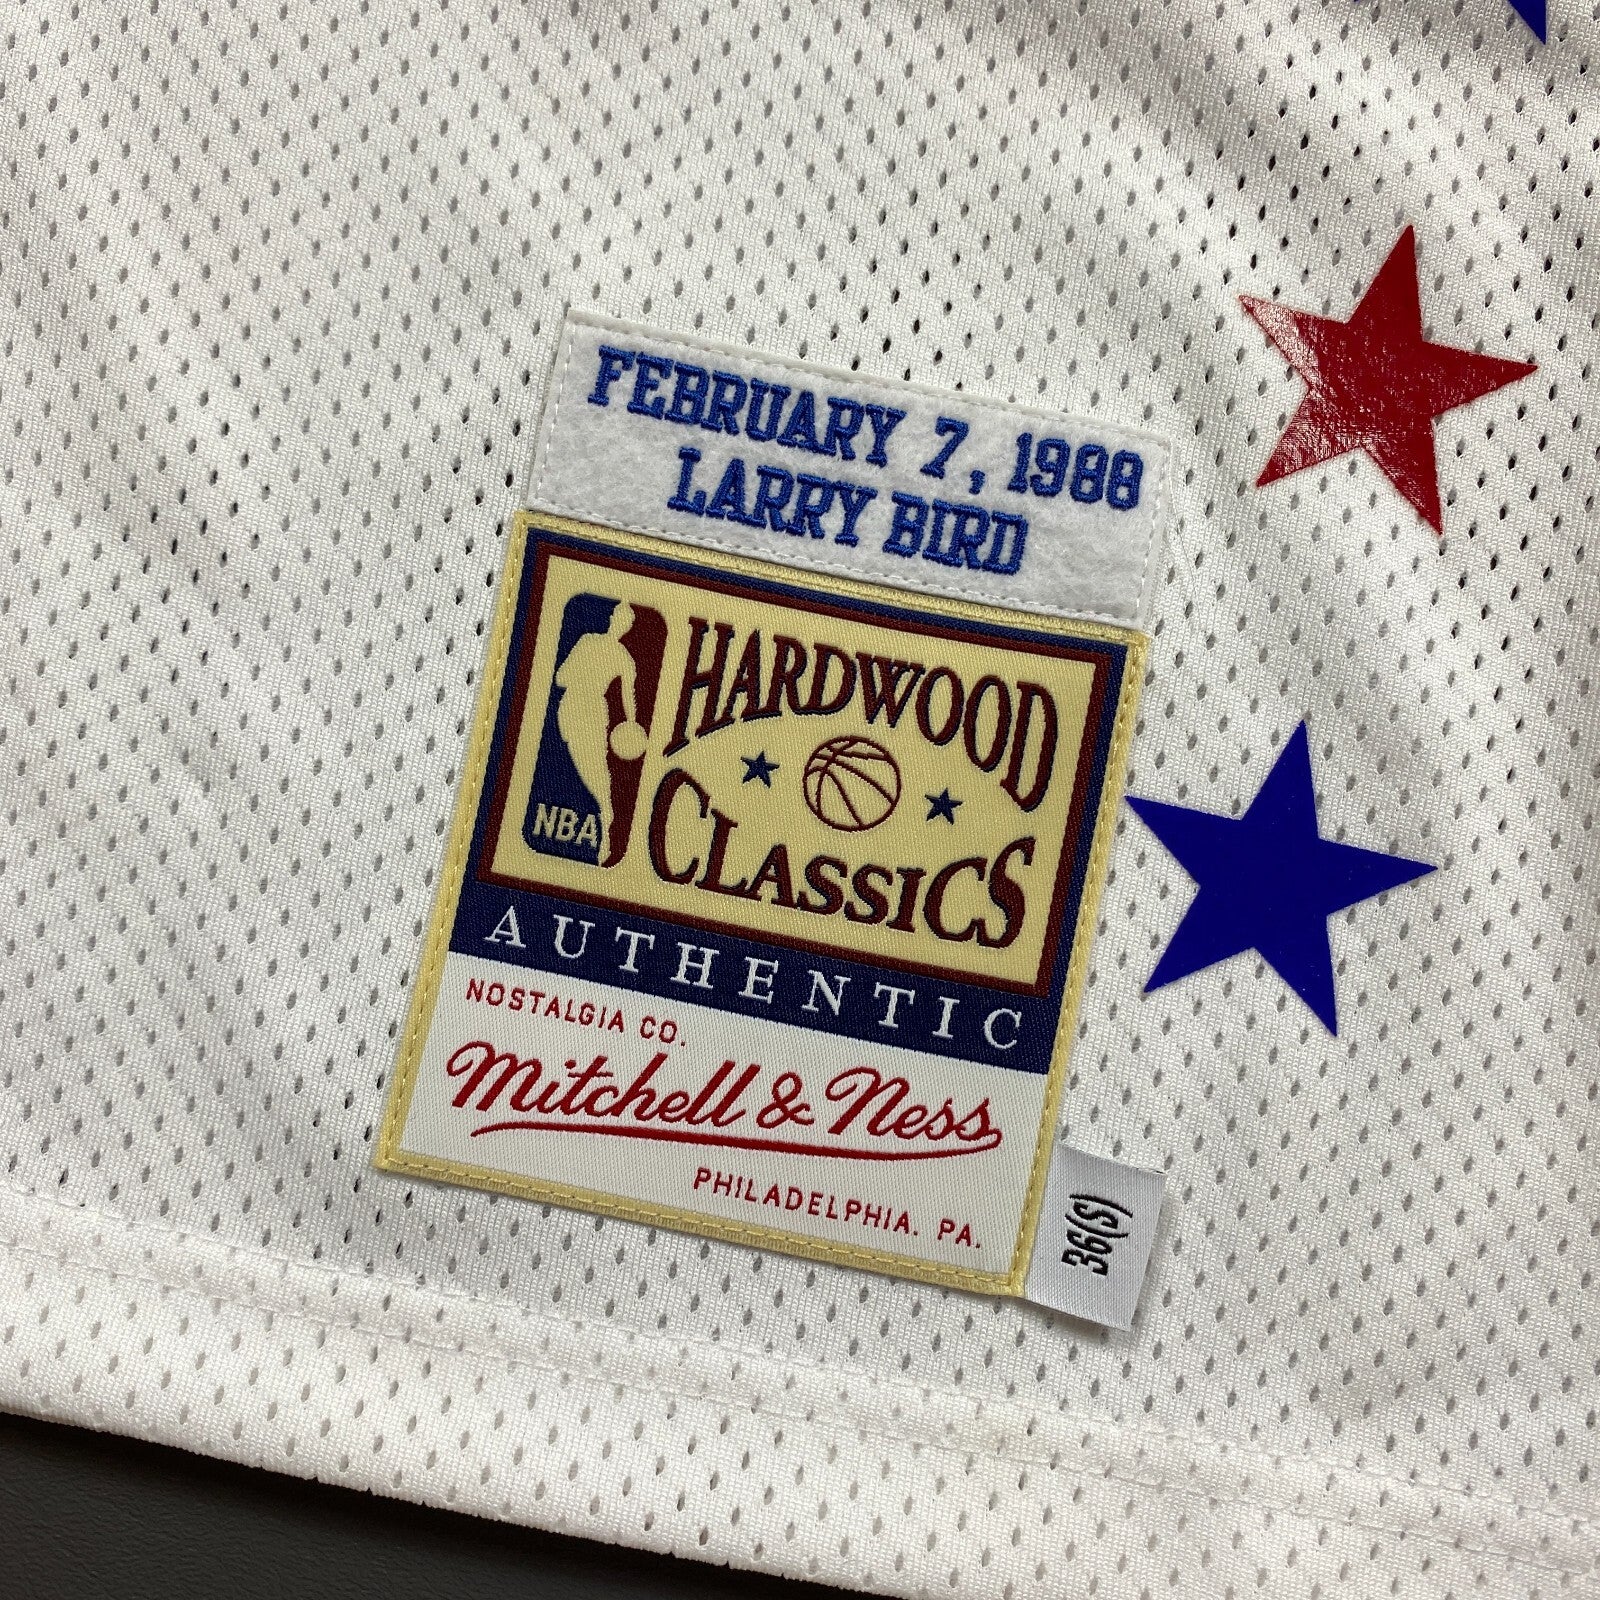 FEBRUARY 7, 1988
LARRY BIRD
NBA
HARDWOOD
CLASSICS
AUTHENTIC
NOSTALGIA CO.
Mitchell & Ness
PHILADELPHIA. PA.
36(S)